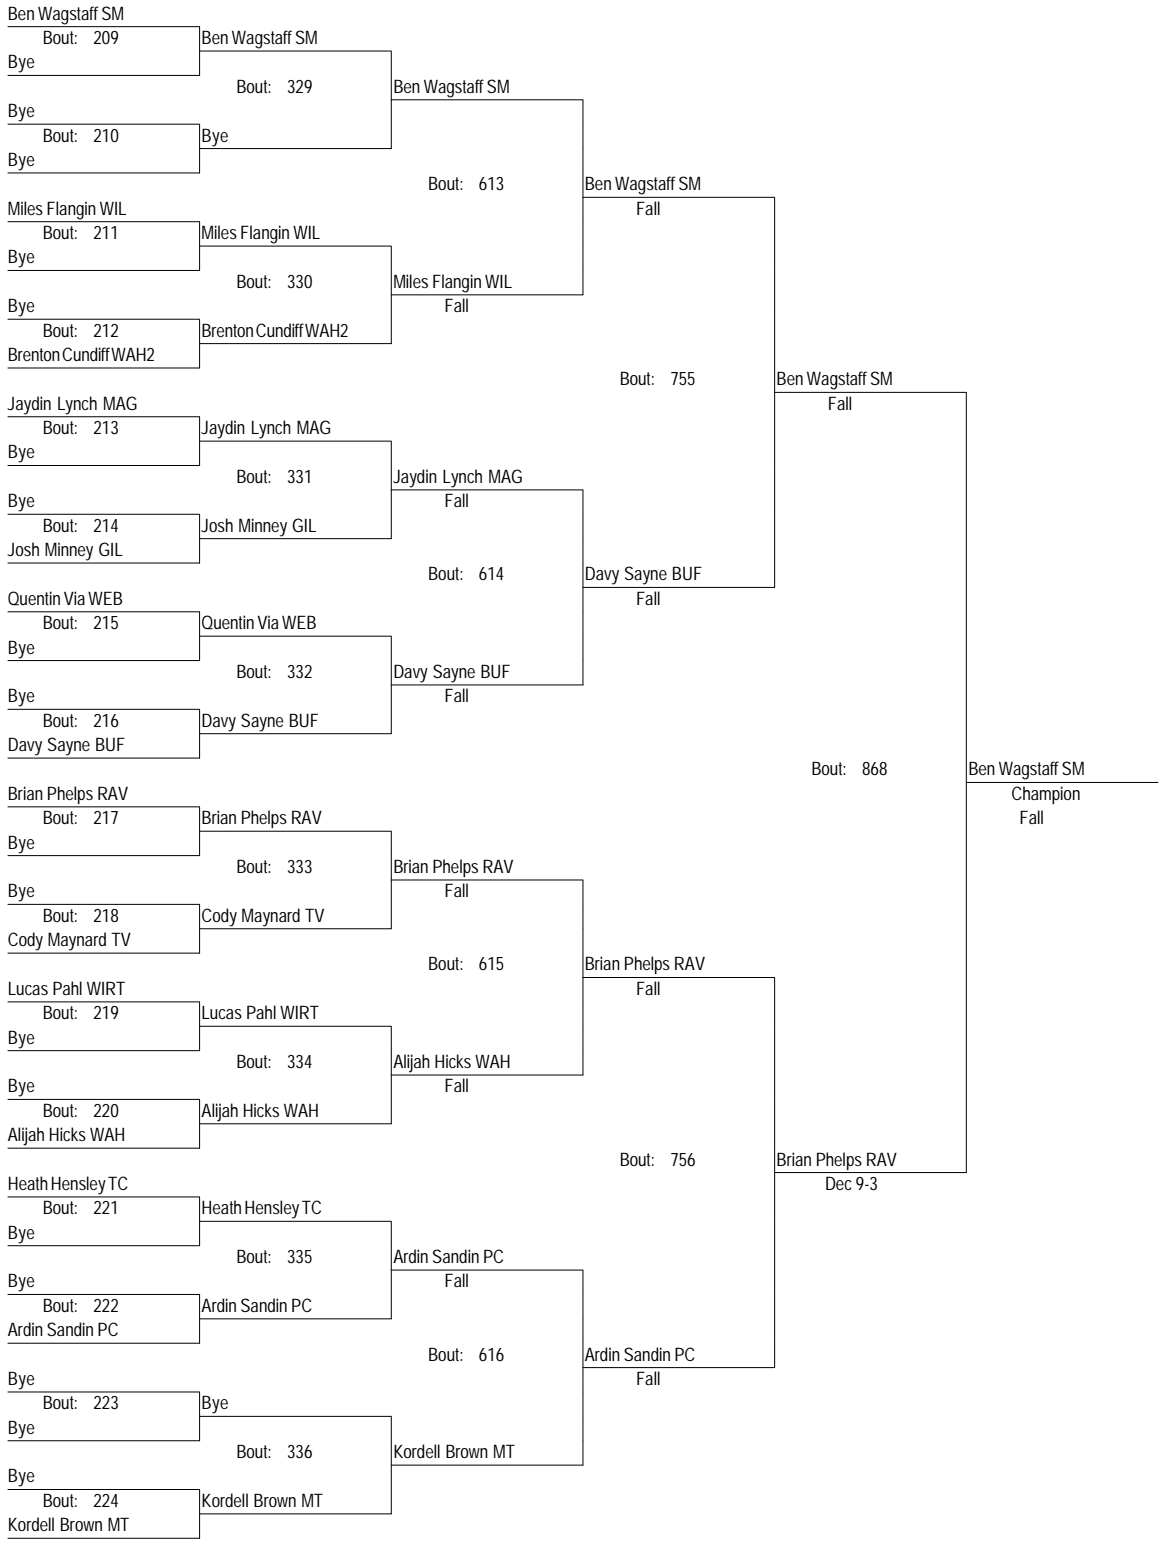 Ben Wagstaff SM
Bout: 209
Ben Wagstaff SM
Bye
Bout: 329
Ben Wagstaff SM
Bye
Bout: 210
Bye
Bye
Bout: 613
Ben Wagstaff SM
Miles Flangin WIL
Fall
Bout: 211
Miles Flangin WIL
Bye
Bout: 330
Miles Flangin WIL
Bye
Fall
Bout: 212
Brenton Cundiff WAH2
Brenton Cundiff WAH2
Bout: 755
Ben Wagstaff SM
Jaydin Lynch MAG
Fall
Bout: 213
Jaydin Lynch MAG
Bye
Bout: 331
Jaydin Lynch MAG
Bye
Fall
Bout: 214
Josh Minney GIL
Josh Minney GIL
Bout: 614
Davy Sayne BUF
Quentin Via WEB
Fall
Bout: 215
Quentin Via WEB
Bye
Bout: 332
Davy Sayne BUF
Bye
Fall
Bout: 216
Davy Sayne BUF
Davy Sayne BUF
Bout: 868
Ben Wagstaff SM
Brian Phelps RAV
Champion
Bout: 217
Brian Phelps RAV
Fall
Bye
Bout: 333
Brian Phelps RAV
Bye
Fall
Bout: 218
Cody Maynard TV
Cody Maynard TV
Bout: 615
Brian Phelps RAV
Lucas Pahl WIRT
Fall
Bout: 219
Lucas Pahl WIRT
Bye
Bout: 334
Alijah Hicks WAH
Bye
Fall
Bout: 220
Alijah Hicks WAH
Alijah Hicks WAH
Bout: 756
Brian Phelps RAV
Heath Hensley TC
Dec 9-3
Bout: 221
Heath Hensley TC
Bye
Bout: 335
Ardin Sandin PC
Bye
Fall
Bout: 222
Ardin Sandin PC
Ardin Sandin PC
Bout: 616
Ardin Sandin PC
Bye
Fall
Bout: 223
Bye
Bye
Bout: 336
Kordell Brown MT
Bye
Bout: 224
Kordell Brown MT
Kordell Brown MT